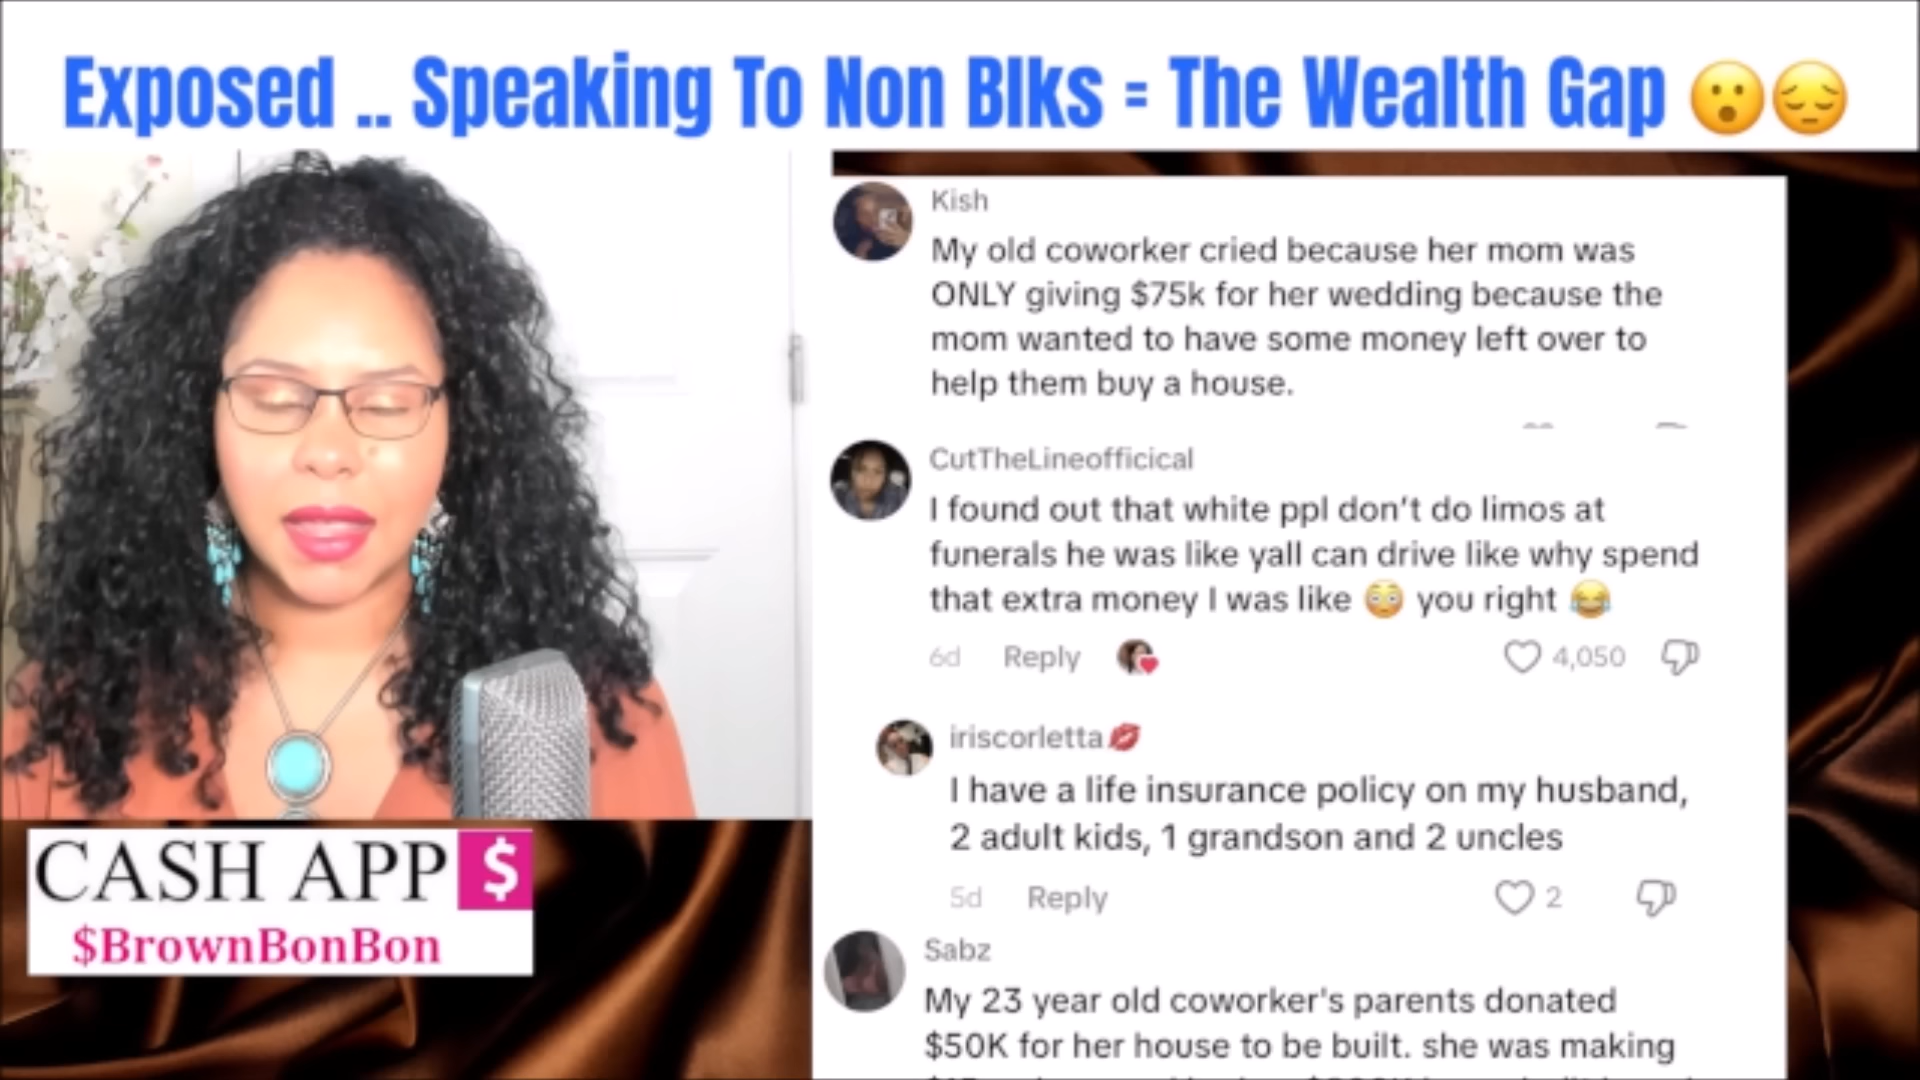 Exposed .. Speaking To Non Blks = The Wealth Gap 😮😔
Kish
My old coworker cried because her mom was
ONLY giving $75k for her wedding because the
mom wanted to have some money left over to
help them buy a house.
CutTheLineofficical
I found out that white ppl don't do limos at
funerals he was like yall can drive like why spend
that extra money I was like 😳 you right 😂
6d Reply 4,050
iriscorletta💋
I have a life insurance policy on my husband,
2 adult kids, 1 grandson and 2 uncles
5d Reply 2
Sabz
My 23 year old coworker's parents donated
$50K for her house to be built. she was making
CASH APP $
$BrownBonBon